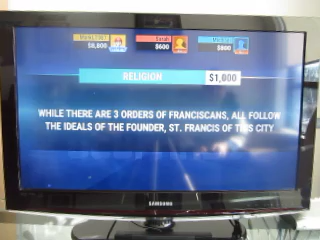 $8,800
Sarah
$600
$800
RELIGION $1,000
WHILE THERE ARE 3 ORDERS OF FRANCISCANS, ALL FOLLOW
THE IDEALS OF THE FOUNDER, ST. FRANCIS OF THIS CITY
SAMSUNG